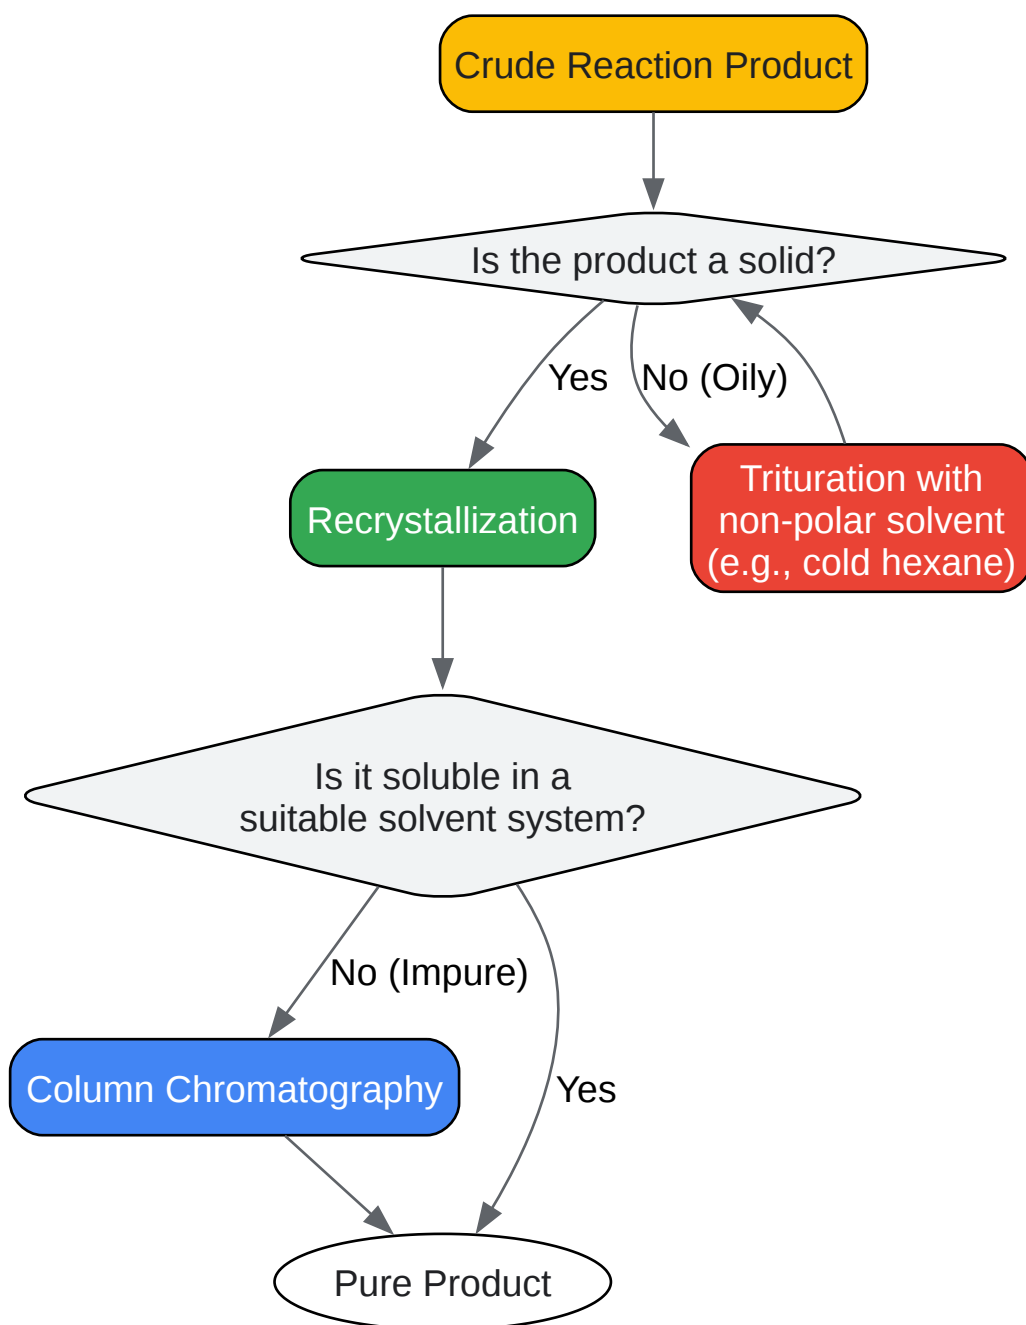 Crude Reaction Product
Is the product a solid?
Yes
No (Oily)
Trituration with
non-polar solvent
(e.g., cold hexane)
Recrystallization
Is it soluble in a
suitable solvent system?
No (Impure)
Column Chromatography
Yes
Pure Product